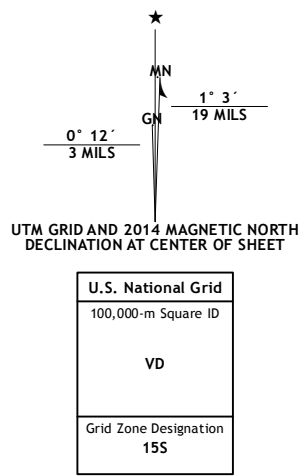 ★
MN
GN
1° 3´
19 MILS
0° 12´
3 MILS
UTM GRID AND 2014 MAGNETIC NORTH
DECLINATION AT CENTER OF SHEET
U.S. National Grid
100,000-m Square ID
VD
Grid Zone Designation
15S